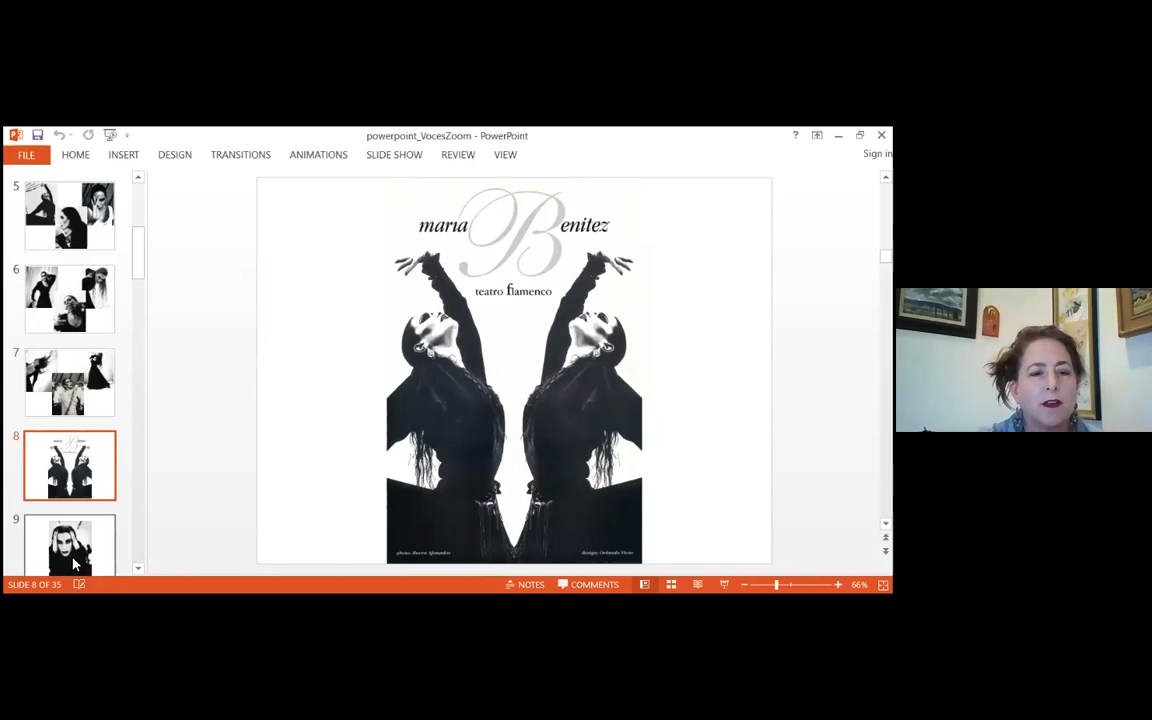 powerpoint_VocesZoom - PowerPoint
?
FILE HOME INSERT DESIGN TRANSITIONS ANIMATIONS SLIDE SHOW REVIEW VIEW Sign in
5
6
7
8
9
maria Benitez
teatro flamenco
SLIDE 8 OF 35 NOTES COMMENTS 66%